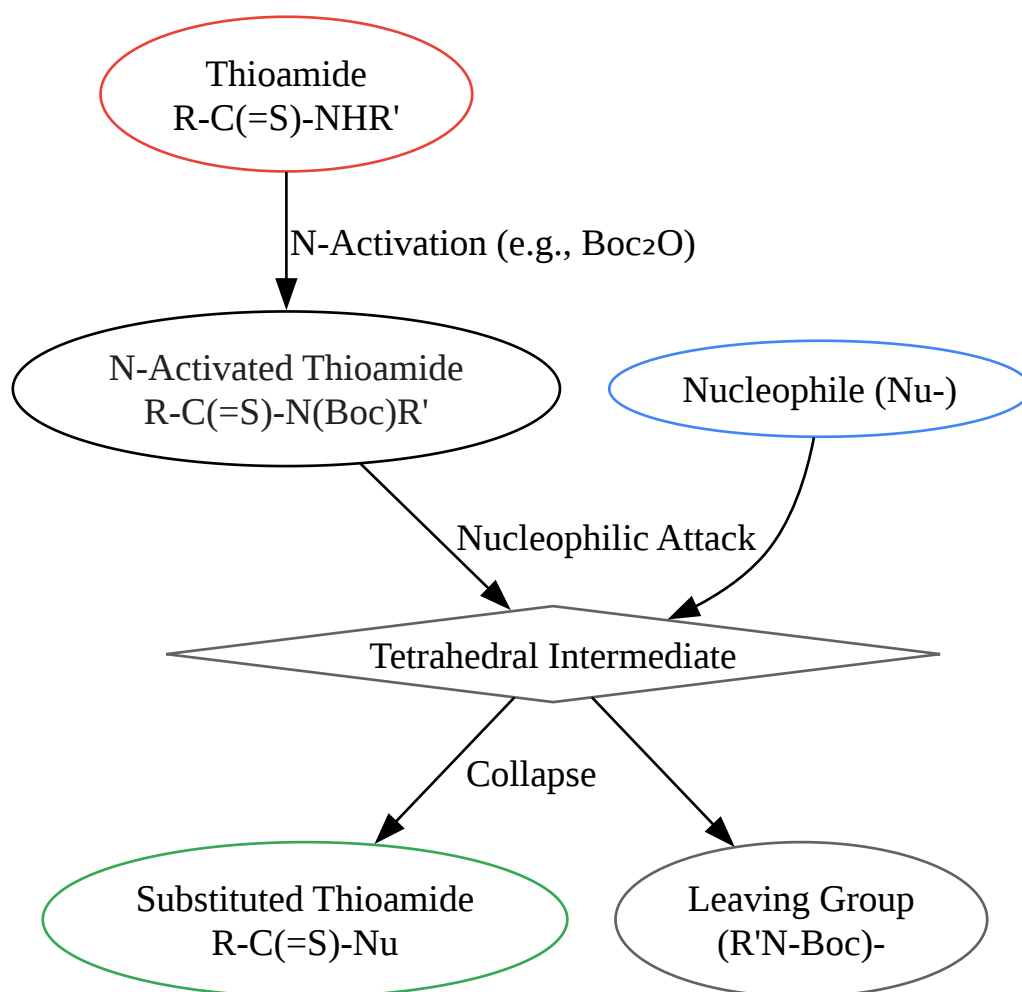 Thioamide
R-C(=S)-NHR'
N-Activation (e.g., Boc₂O)
N-Activated Thioamide
R-C(=S)-N(Boc)R'
Nucleophile (Nu-)
Nucleophilic Attack
Tetrahedral Intermediate
Collapse
Substituted Thioamide
R-C(=S)-Nu
Leaving Group
(R'N-Boc)-